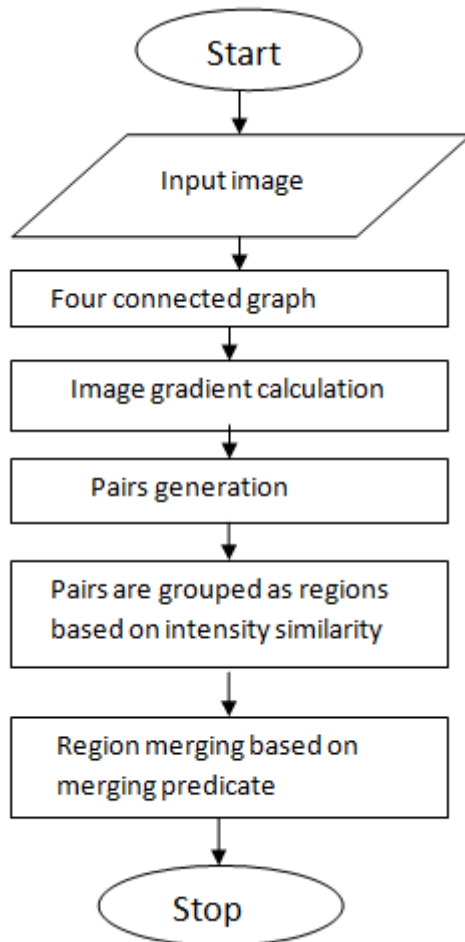 Start
Input image
Four connected graph
Image gradient calculation
Pairs generation
Pairs are grouped as regions
based on intensity similarity
Region merging based on
merging predicate
Stop